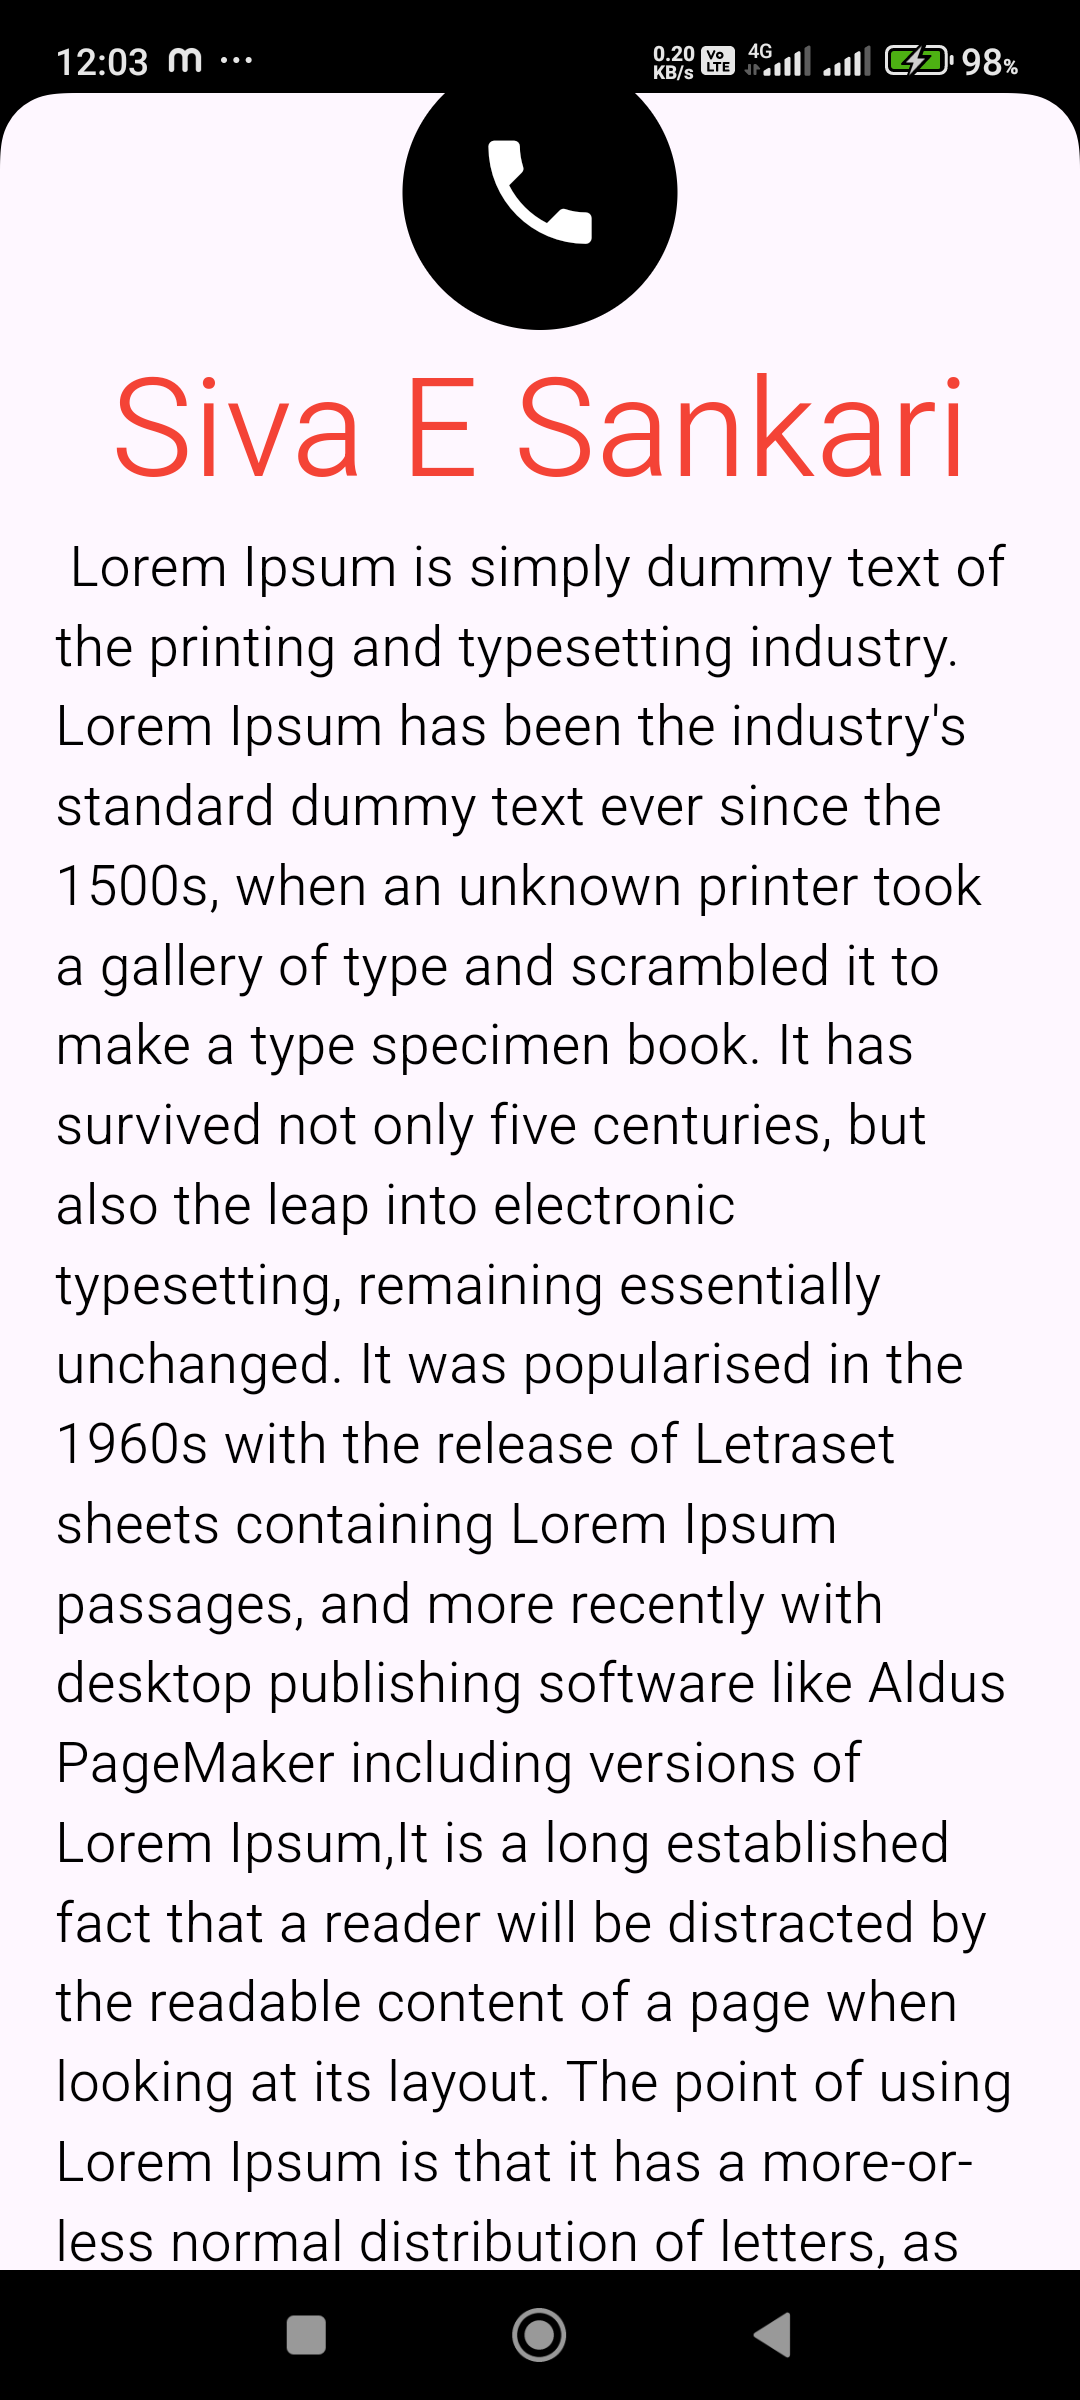 12:03 m ... 0.20 KB/s Vo LTE 4G 98%
Siva E Sankari
Lorem Ipsum is simply dummy text of
the printing and typesetting industry.
Lorem Ipsum has been the industry's
standard dummy text ever since the
1500s, when an unknown printer took
a gallery of type and scrambled it to
make a type specimen book. It has
survived not only five centuries, but
also the leap into electronic
typesetting, remaining essentially
unchanged. It was popularised in the
1960s with the release of Letraset
sheets containing Lorem Ipsum
passages, and more recently with
desktop publishing software like Aldus
PageMaker including versions of
Lorem Ipsum,It is a long established
fact that a reader will be distracted by
the readable content of a page when
looking at its layout. The point of using
Lorem Ipsum is that it has a more-or-
less normal distribution of letters, as